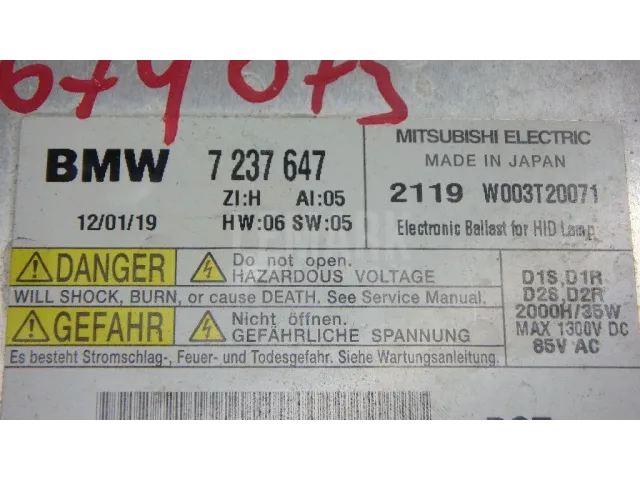 674073
BMW 7 237 647
ZI:H AI:05
12/01/19 HW:06 SW:05
MITSUBISHI ELECTRIC
MADE IN JAPAN
2119 W003T20071
Electronic Ballast for HID Lamp
DANGER
Do not open.
HAZARDOUS VOLTAGE
WILL SHOCK, BURN, or cause DEATH. See Service Manual.
GEFAHR
Nicht öffnen.
GEFÄHRLICHE SPANNUNG
Es besteht Stromschlag-, Feuer- und Todesgefahr. Siehe Wartungsanleitung.
D1S,D1R
D2S,D2R
2000H/35W
MAX 1300V DC
85V AC